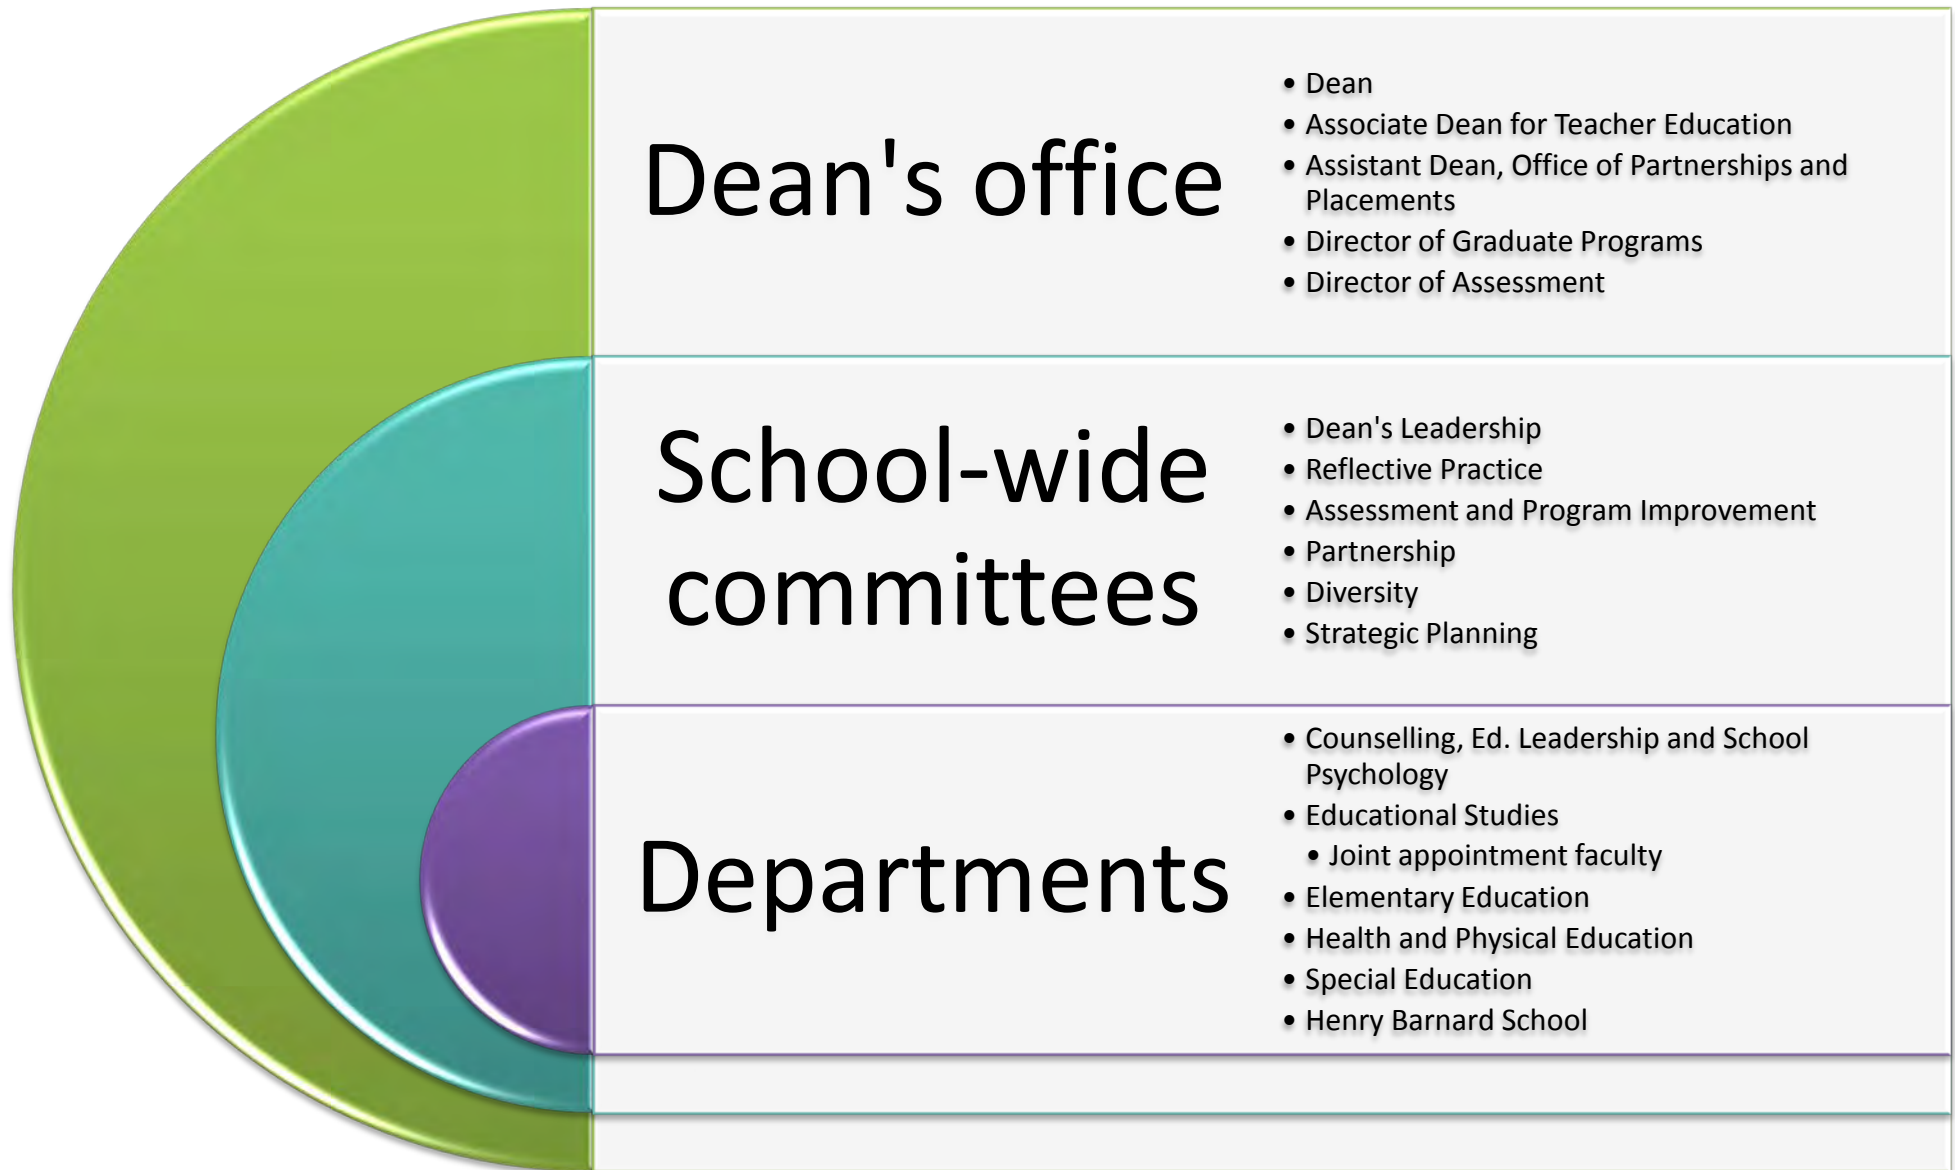 Dean's office
• Dean
• Associate Dean for Teacher Education
• Assistant Dean, Office of Partnerships and
Placements
• Director of Graduate Programs
• Director of Assessment
School-wide
committees
• Dean's Leadership
• Reflective Practice
• Assessment and Program Improvement
• Partnership
• Diversity
• Strategic Planning
Departments
• Counselling, Ed. Leadership and School
Psychology
• Educational Studies
• Joint appointment faculty
• Elementary Education
• Health and Physical Education
• Special Education
• Henry Barnard School